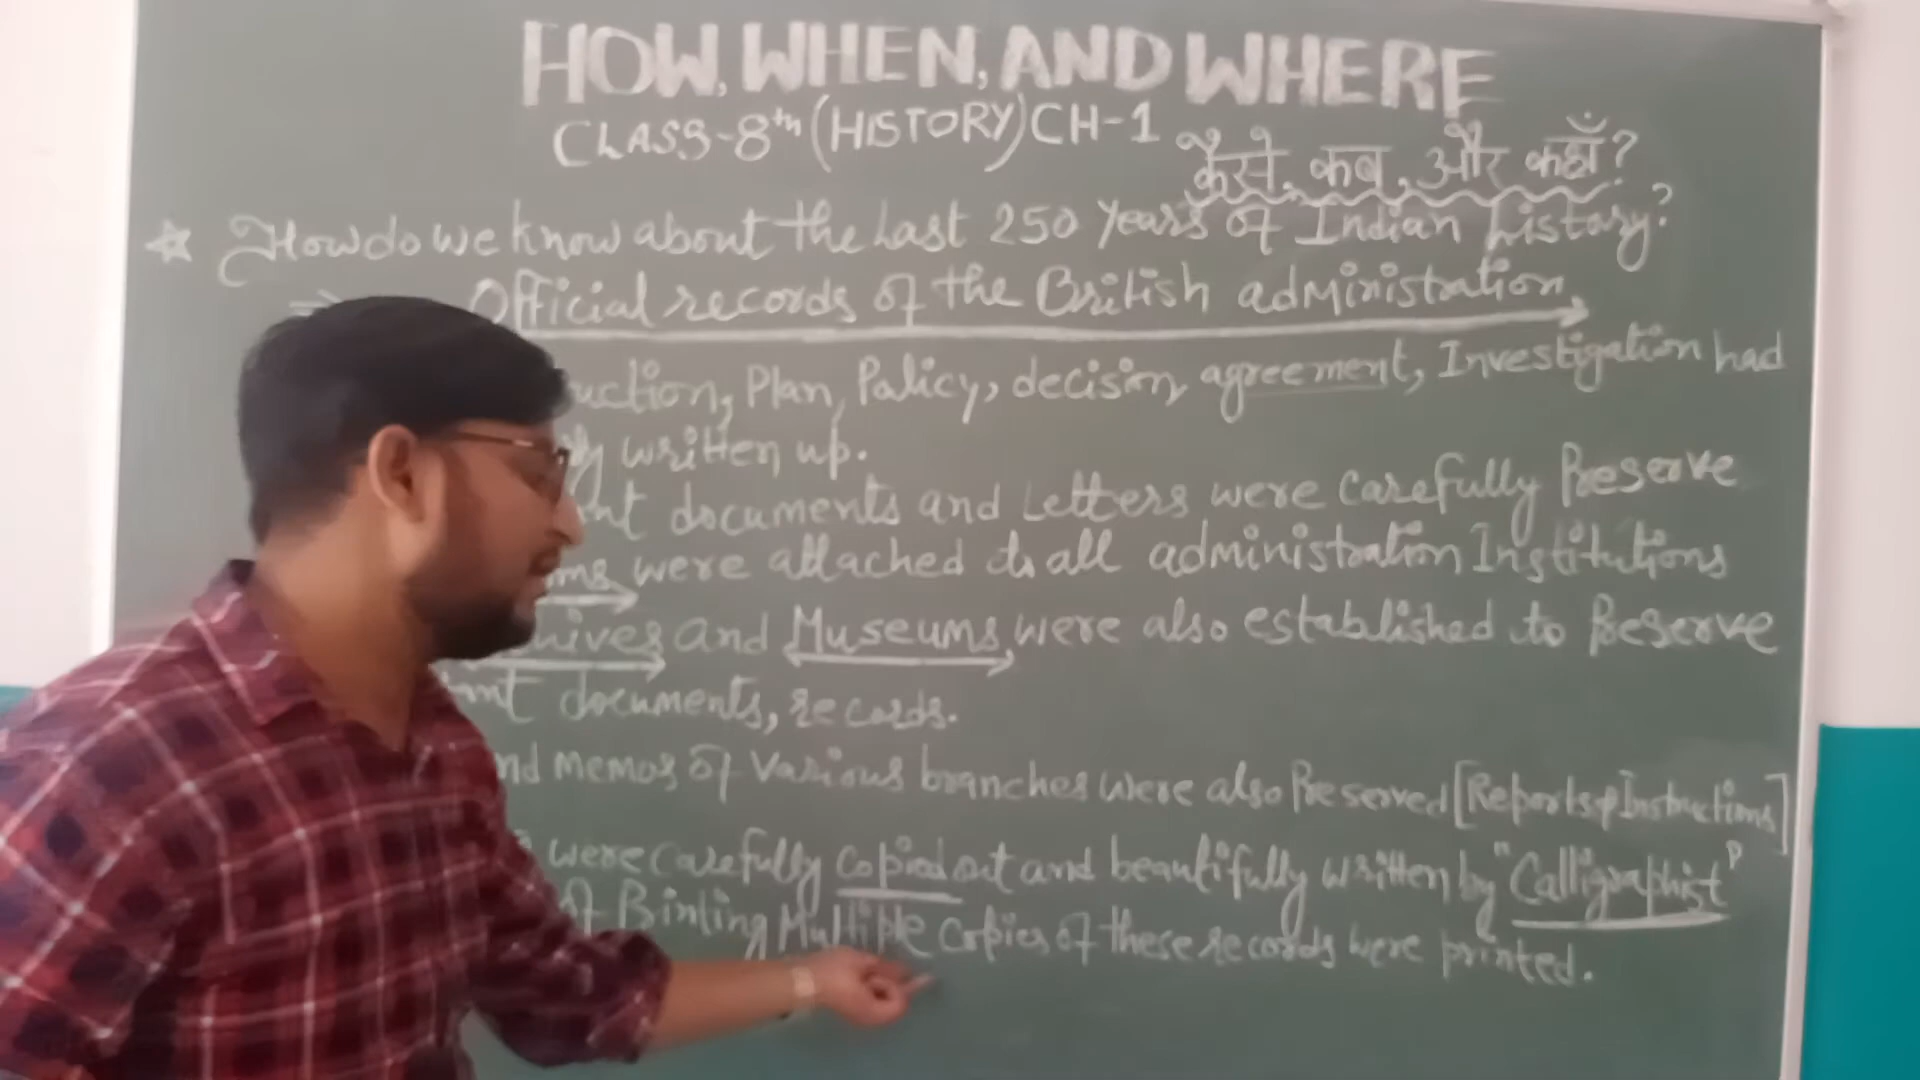 HOW, WHEN, AND WHERE
CLASS-8th (HISTORY) CH-1
कैसे, कब, और कहाँ?
How do we know about the Last 250 Years of Indian History?
Official records of the British administration
Plan, Policy, decision, agreement, Investigation had
written up.
documents and Letters were carefully Preserve
were attached to all administration Institutions
and Museums were also established to Preserve
documents, records.
memos of various branches were also Preserved [Reports & Instructions]
were carefully copied out and beautifully written by "Calligraphist"
of Printing Multiple copies of these records were printed.